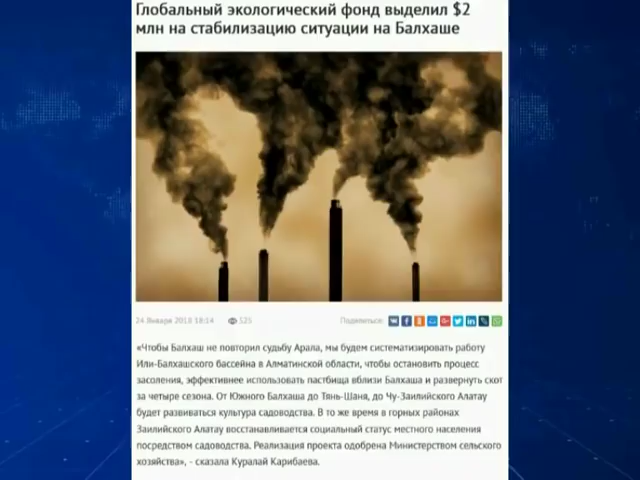 Глобальный экологический фонд выделил $2
млн на стабилизацию ситуации на Балхаше
24 Января 2018 18:14 525 Поделиться:
«Чтобы Балхаш не повторил судьбу Арала, мы будем систематизировать работу
Или-Балхашского бассейна в Алматинской области, чтобы остановить процесс
засоления, эффективнее использовать пастбища вблизи Балхаша и развернуть скот
за четыре сезона. От Южного Балхаша до Тянь-Шаня, до Чу-Заилийского Алатау
будет развиваться культура садоводства. В то же время в горных районах
Заилийского Алатау восстанавливается социальный статус местного населения
посредством садоводства. Реализация проекта одобрена Министерством сельского
хозяйства», - сказала Куралай Карибаева.